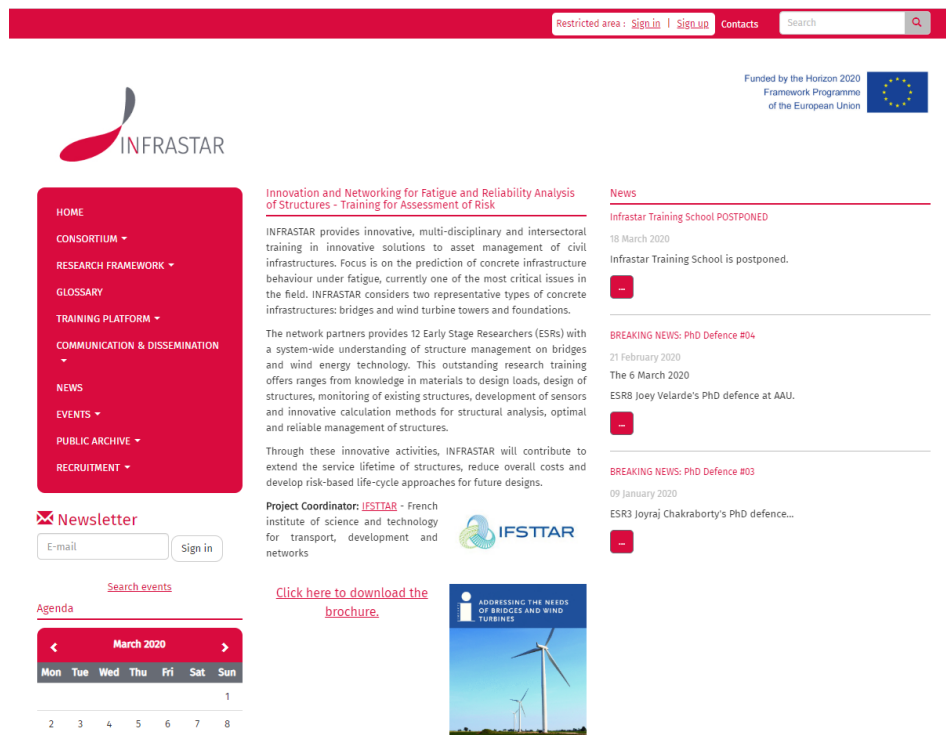 Restricted area : Sign in | Sign up
Contacts
Search
Funded by the Horizon 2020
Framework Programme
of the European Union
INFRASTAR
HOME
CONSORTIUM
RESEARCH FRAMEWORK
GLOSSARY
TRAINING PLATFORM
COMMUNICATION & DISSEMINATION
NEWS
EVENTS
PUBLIC ARCHIVE
RECRUITMENT
Newsletter
E-mail
Sign in
Search events
Agenda
March 2020
Mon Tue Wed Thu Fri Sat Sun
1
2 3 4 5 6 7 8
Innovation and Networking for Fatigue and Reliability Analysis
of Structures - Training for Assessment of Risk
INFRASTAR provides innovative, multi-disciplinary and intersectoral
training in innovative solutions to asset management of civil
infrastructures. Focus is on the prediction of concrete infrastructure
behaviour under fatigue, currently one of the most critical issues in
the field. INFRASTAR considers two representative types of concrete
infrastructures: bridges and wind turbine towers and foundations.
The network partners provides 12 Early Stage Researchers (ESRs) with
a system-wide understanding of structure management on bridges
and wind energy technology. This outstanding research training
offers ranges from knowledge in materials to design loads, design of
structures, monitoring of existing structures, development of sensors
and innovative calculation methods for structural analysis, optimal
and reliable management of structures.
Through these innovative activities, INFRASTAR will contribute to
extend the service lifetime of structures, reduce overall costs and
develop risk-based life-cycle approaches for future designs.
Project Coordinator: IFSTTAR - French
institute of science and technology
for transport, development and
networks
IFSTTAR
Click here to download the
brochure.
ADDRESSING THE NEEDS
OF BRIDGES AND WIND
TURBINES
News
Infrastar Training School POSTPONED
18 March 2020
Infrastar Training School is postponed.
...
BREAKING NEWS: PhD Defence #04
21 February 2020
The 6 March 2020
ESR8 Joey Velarde's PhD defence at AAU.
...
BREAKING NEWS: PhD Defence #03
09 January 2020
ESR3 Joyraj Chakraborty's PhD defence...
...